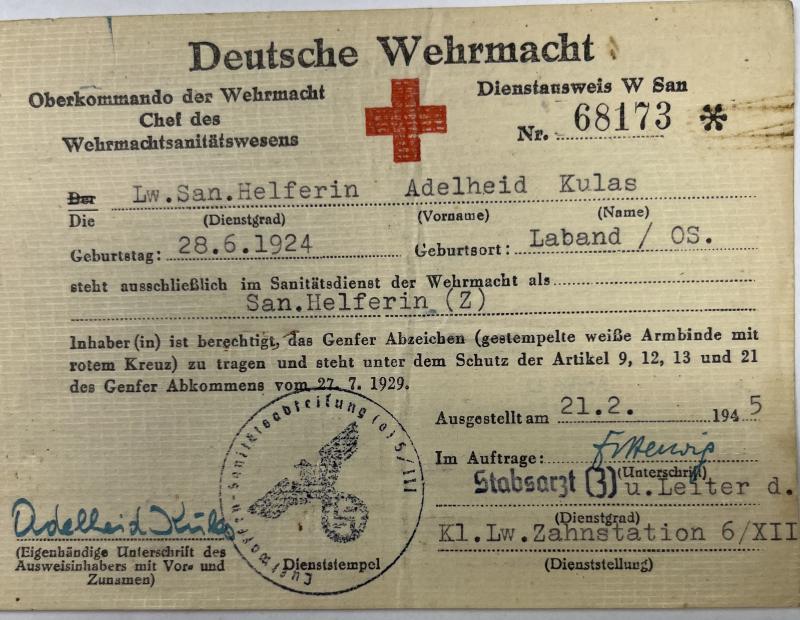 Deutsche Wehrmacht
Oberkommando der Wehrmacht
Chef des
Wehrmachtsanitätswesens
Dienstausweis W San
Nr. 68173 *
Der Lw.San.Helferin Adelheid Kulas
Die (Dienstgrad) (Vorname) (Name)
Geburtstag: 28.6.1924 Geburtsort: Laband / OS.
steht ausschließlich im Sanitätsdienst der Wehrmacht als
San.Helferin (Z)
Inhaber(in) ist berechtigt, das Genfer Abzeichen (gestempelte weiße Armbinde mit
rotem Kreuz) zu tragen und steht unter dem Schutz der Artikel 9, 12, 13 und 21
des Genfer Abkommens vom 27. 7. 1929.
Ausgestellt am 21.2. 1945
Im Auftrage:
(Unterschrift)
Stabsarzt (Z) u.Leiter d.
(Dienstgrad)
Kl.Lw.Zahnstation 6/XII
(Dienststellung)
Luftwaffen-Sanitätsabteilung (o) 5/III
Dienststempel
Adelheid Kulas
(Eigenhändige Unterschrift des
Ausweisinhabers mit Vor- und
Zunamen)